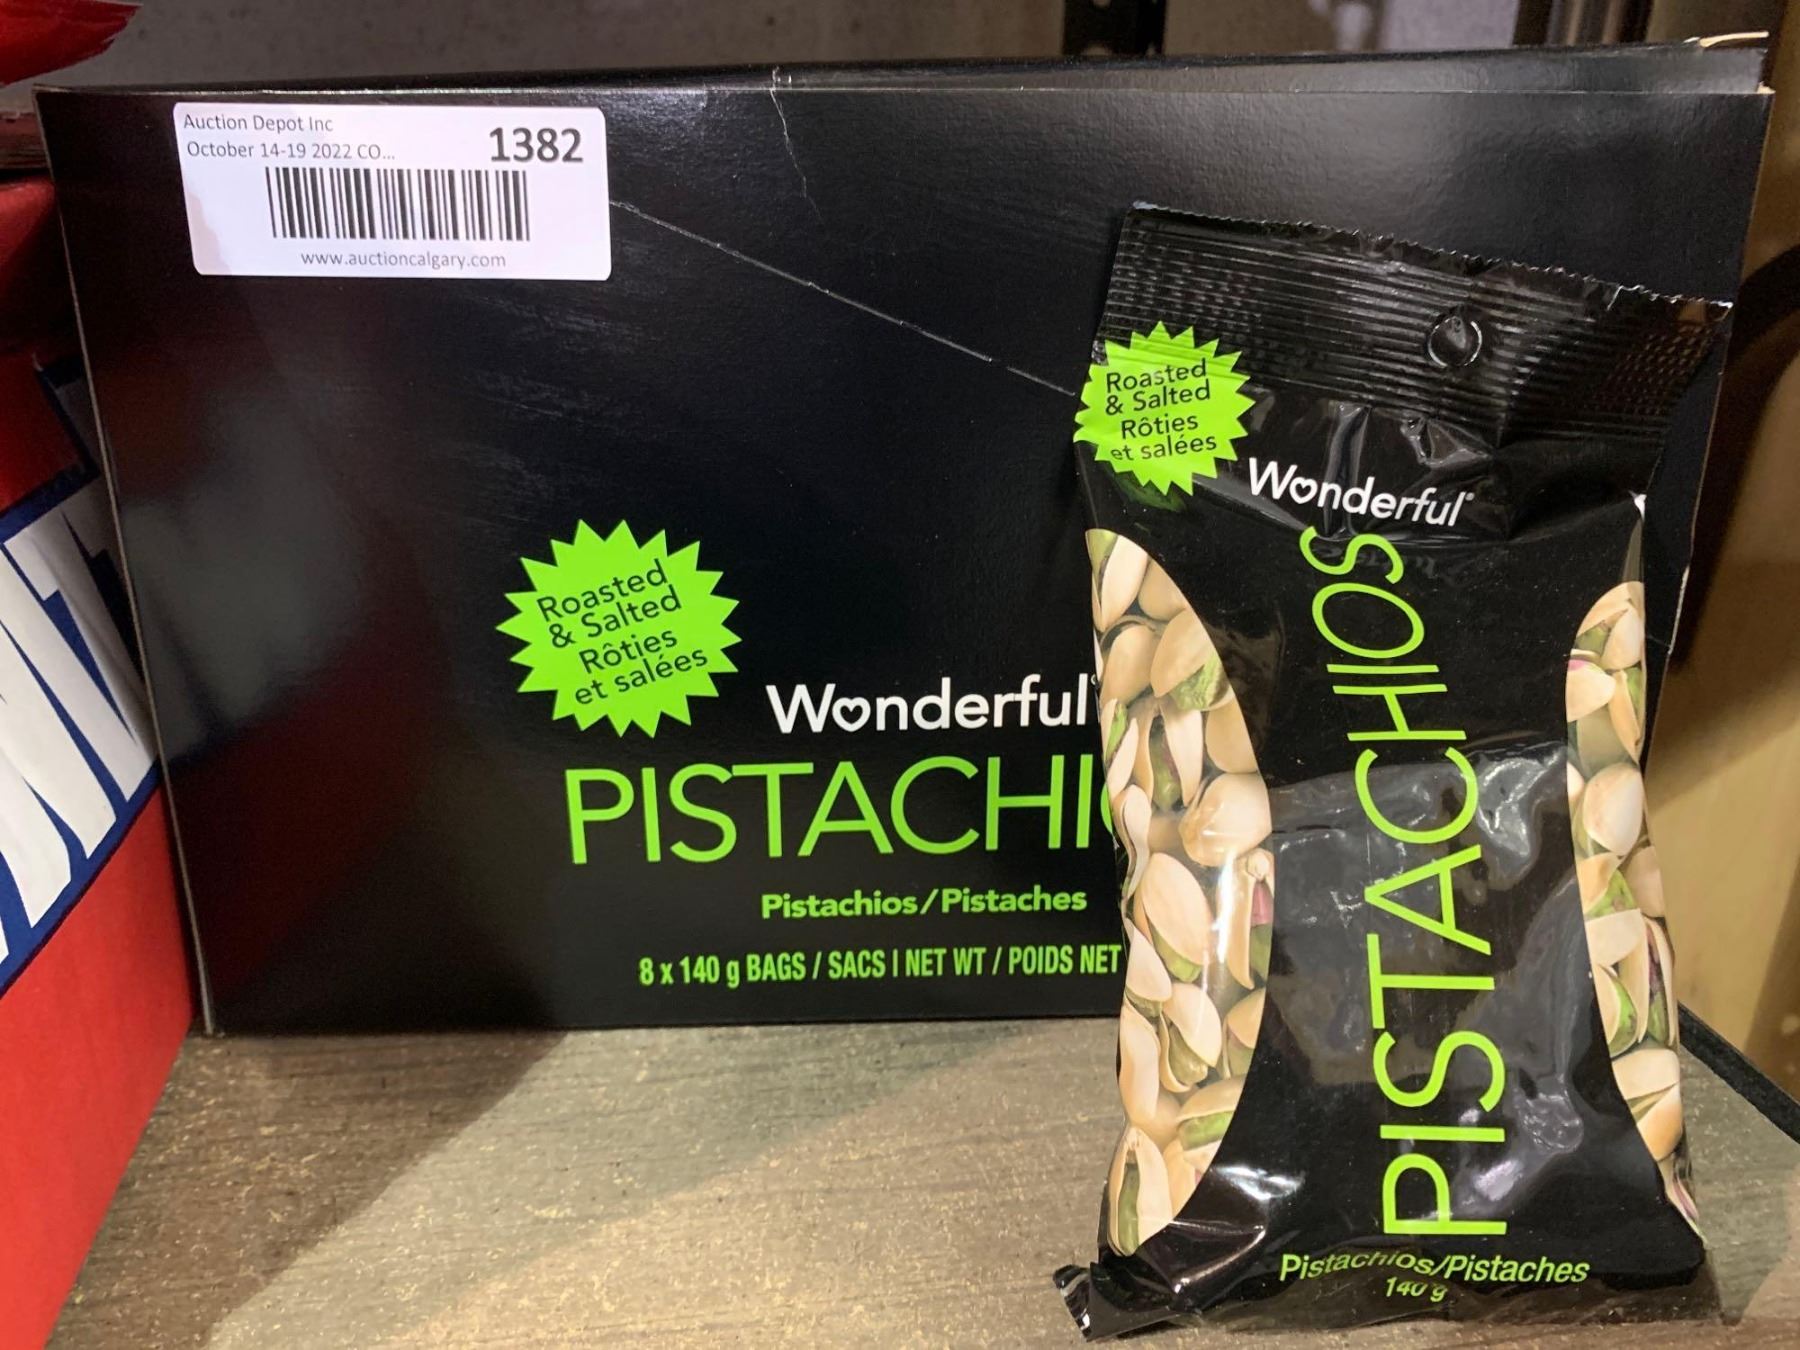 Auction Depot Inc
October 14-19 2022 CO...
1382
www.auctioncalgary.com
Roasted
& Salted
Rôties
et salées
Wonderful
PISTACHI
Pistachios/Pistaches
8 x 140 g BAGS / SACS | NET WT / POIDS NET
Roasted
& Salted
Rôties
et salées
Wonderful®
PISTACHIOS
Pistachios/Pistaches
140 g